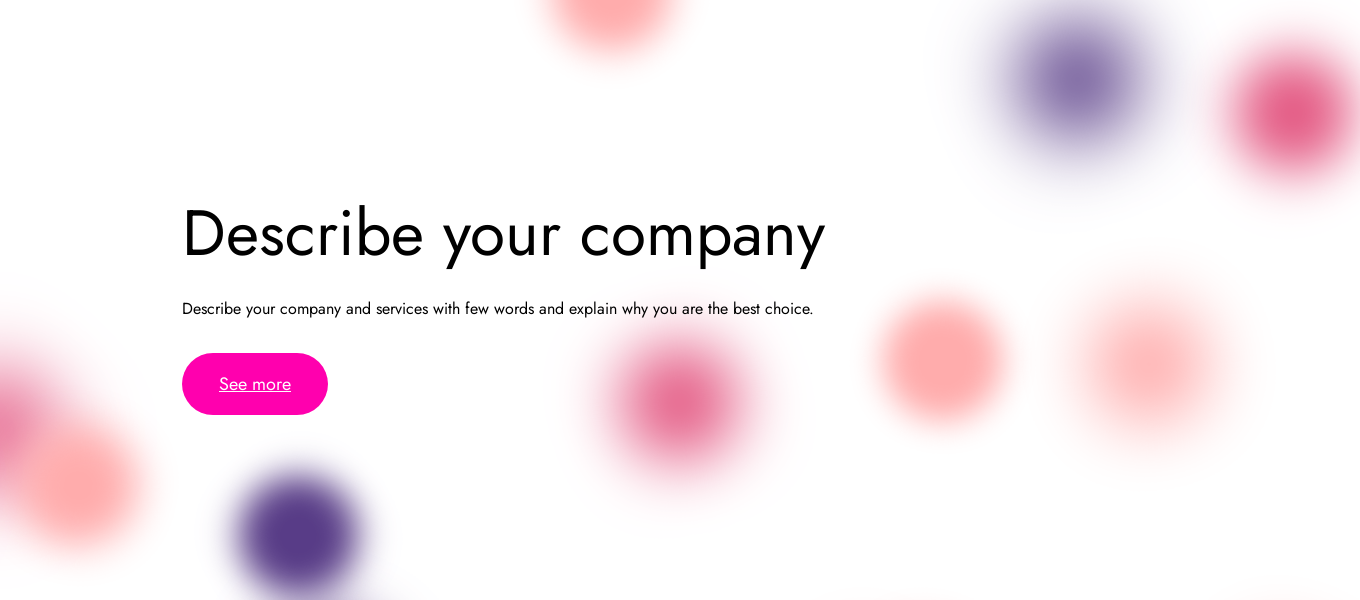 Describe your company
Describe your company and services with few words and explain why you are the best choice.
See more